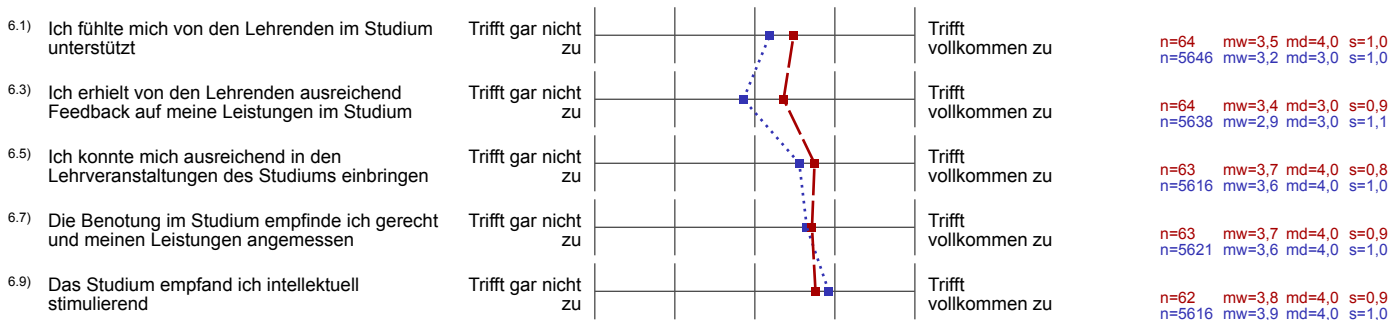 6.1) Ich fühlte mich von den Lehrenden im Studium unterstützt
Trifft gar nicht zu
Trifft vollkommen zu
n=64 mw=3,5 md=4,0 s=1,0
n=5646 mw=3,2 md=3,0 s=1,0
6.3) Ich erhielt von den Lehrenden ausreichend Feedback auf meine Leistungen im Studium
Trifft gar nicht zu
Trifft vollkommen zu
n=64 mw=3,4 md=3,0 s=0,9
n=5638 mw=2,9 md=3,0 s=1,1
6.5) Ich konnte mich ausreichend in den Lehrveranstaltungen des Studiums einbringen
Trifft gar nicht zu
Trifft vollkommen zu
n=63 mw=3,7 md=4,0 s=0,8
n=5616 mw=3,6 md=4,0 s=1,0
6.7) Die Benotung im Studium empfinde ich gerecht und meinen Leistungen angemessen
Trifft gar nicht zu
Trifft vollkommen zu
n=63 mw=3,7 md=4,0 s=0,9
n=5621 mw=3,6 md=4,0 s=1,0
6.9) Das Studium empfand ich intellektuell stimulierend
Trifft gar nicht zu
Trifft vollkommen zu
n=62 mw=3,8 md=4,0 s=0,9
n=5616 mw=3,9 md=4,0 s=1,0